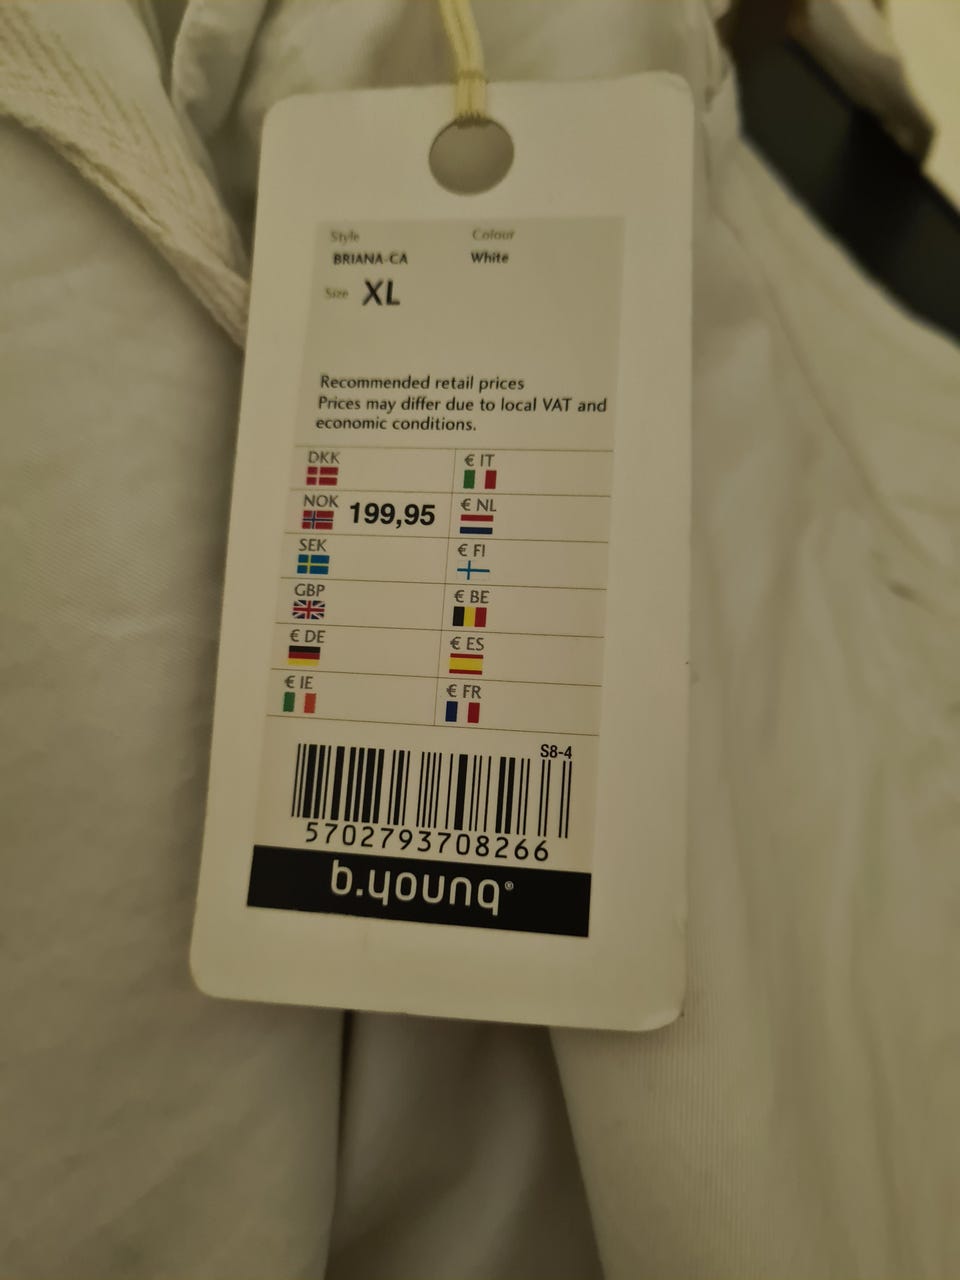 Style Colour
BRIANA-CA White
Size XL
Recommended retail prices
Prices may differ due to local VAT and
economic conditions.
DKK € IT
NOK 199,95 € NL
SEK € FI
GBP € BE
€ DE € ES
€ IE € FR
S8-4
5702793708266
b.young®